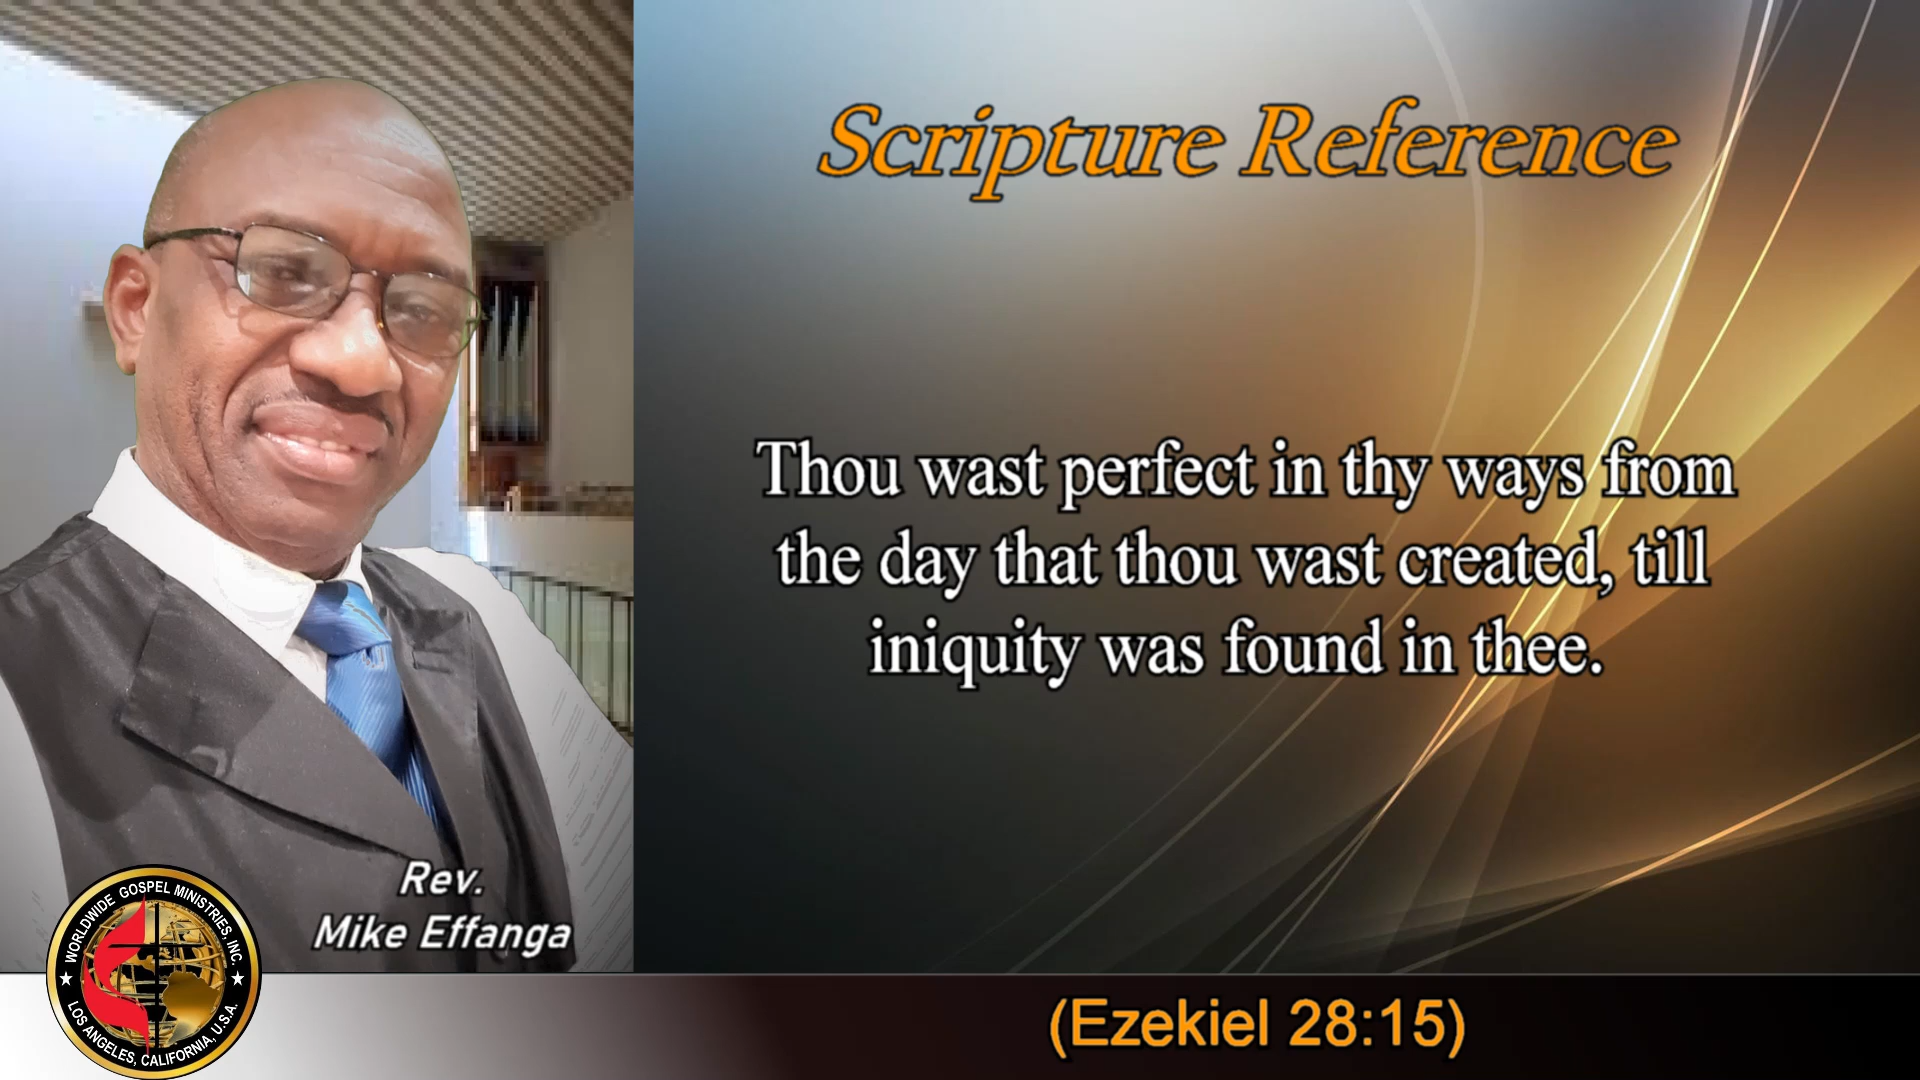 Scripture Reference
Thou wast perfect in thy ways from
the day that thou wast created, till
iniquity was found in thee.
Rev.
Mike Effanga
WORLDWIDE GOSPEL MINISTRIES, INC.
LOS ANGELES, CALIFORNIA, U.S.A.
(Ezekiel 28:15)